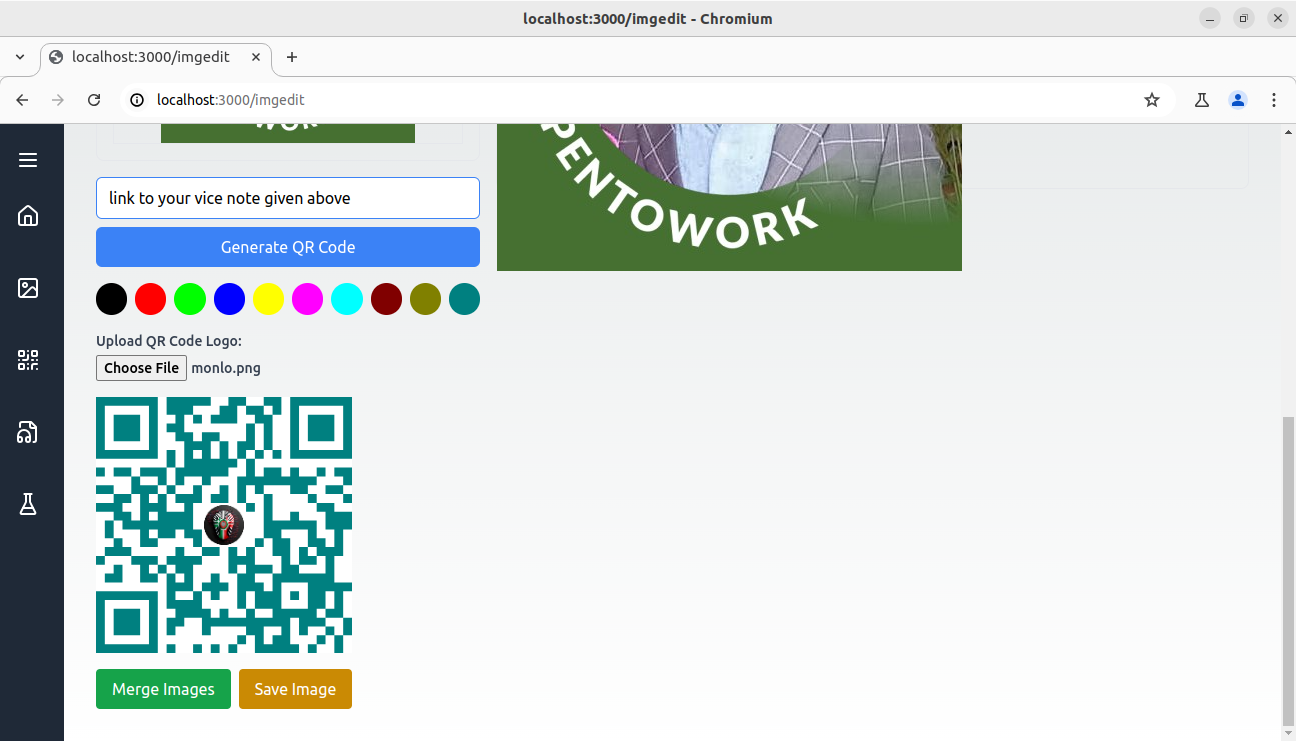 localhost:3000/imgedit - Chromium
localhost:3000/imgedit
localhost:3000/imgedit
WOR
PENTOWORK
link to your vice note given above
Generate QR Code
Upload QR Code Logo:
Choose File monlo.png
Merge Images Save Image